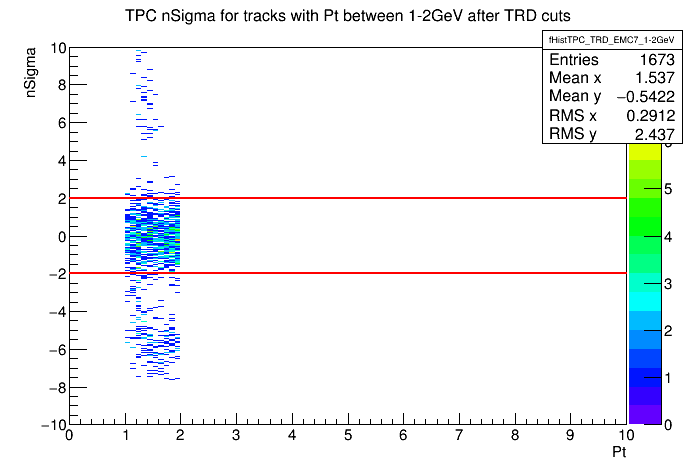 TPC nSigma for tracks with Pt between 1-2GeV after TRD cuts
fHistTPC_TRD_EMC7_1-2GeV
Entries 1673
Mean x 1.537
Mean y −0.5422
RMS x 0.2912
RMS y 2.437
nSigma
10
8
6
4
2
0
−2
−4
−6
−8
−10
0 1 2 3 4 5 6 7 8 9 10
Pt
5
4
3
2
1
0